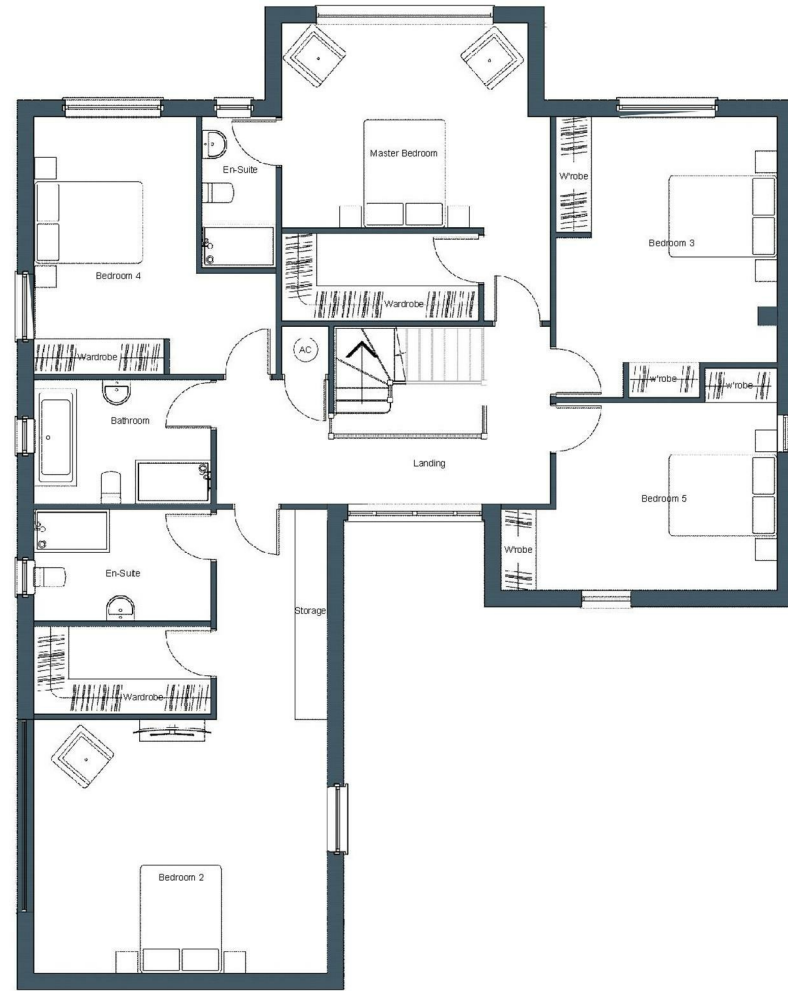 Master Bedroom
En-Suite
W'robe
Bedroom 3
Bedroom 4
Wardrobe
AC
Wardrobe
w'robe
w'robe
Bathroom
Landing
Bedroom 5
W'robe
En-Suite
Storage
Wardrobe
Bedroom 2